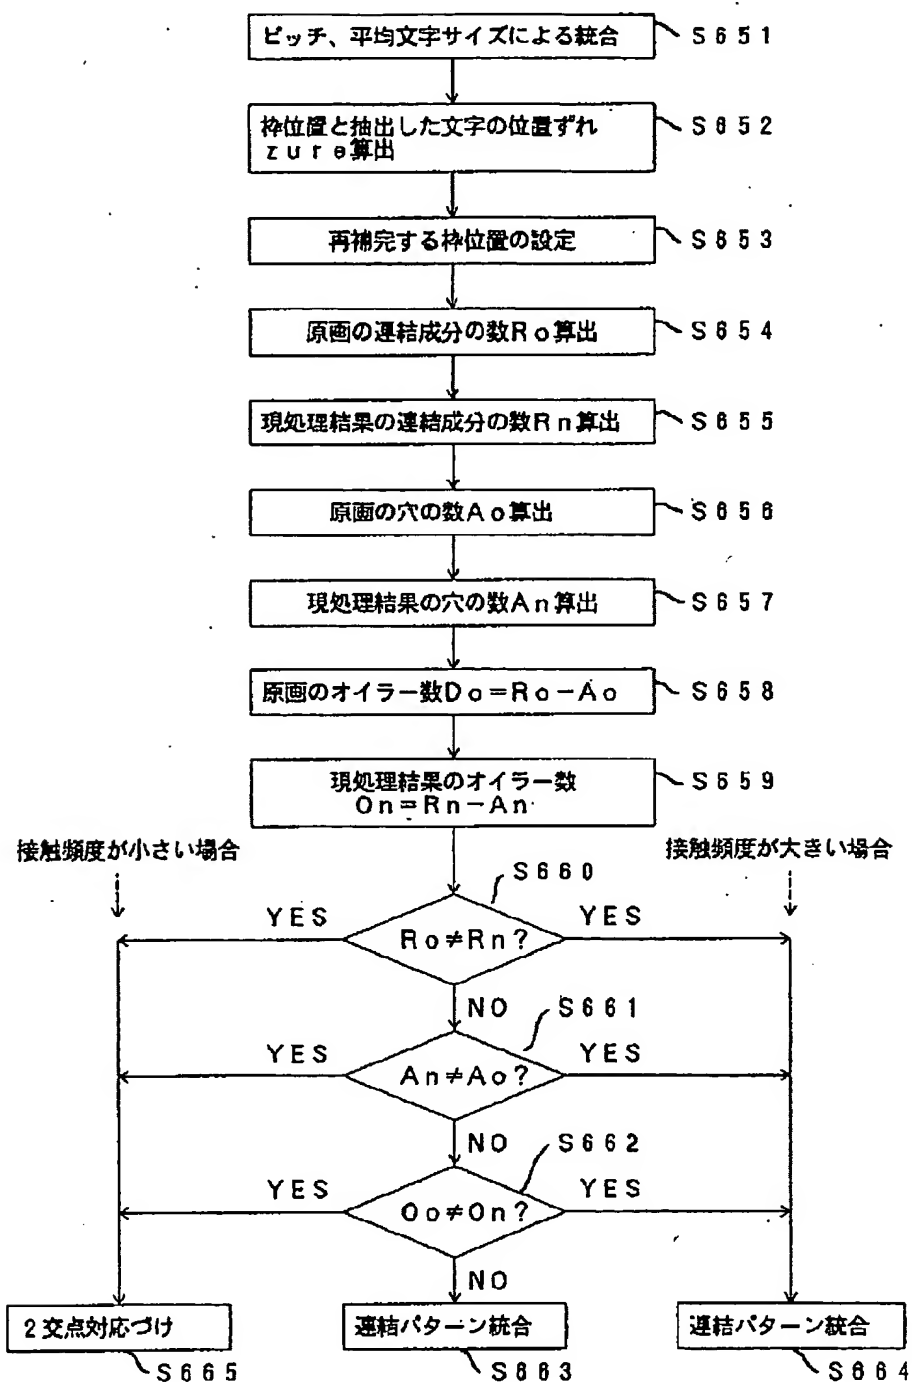 ピッチ、平均文字サイズによる統合
S651
枠位置と抽出した文字の位置ずれ
zure算出
S652
再補完する枠位置の設定
S653
原画の連結成分の数Ro算出
S654
現処理結果の連結成分の数Rn算出
S655
原画の穴の数Ao算出
S656
現処理結果の穴の数An算出
S657
原画のオイラー数Oo=Ro-Ao
S658
現処理結果のオイラー数
On=Rn-An
S659
接触頻度が小さい場合
接触頻度が大きい場合
S660
YES
Ro≠Rn?
YES
NO
S661
YES
An≠Ao?
YES
NO
S662
YES
Oo≠On?
YES
NO
2交点対応づけ
連結パターン統合
連結パターン統合
S665
S663
S664